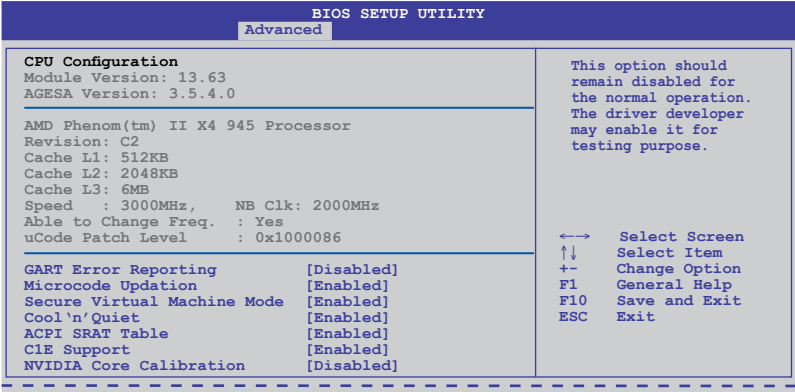 BIOS SETUP UTILITY
Advanced
CPU Configuration
Module Version: 13.63
AGESA Version: 3.5.4.0
AMD Phenom(tm) II X4 945 Processor
Revision: C2
Cache L1: 512KB
Cache L2: 2048KB
Cache L3: 6MB
Speed : 3000MHz, NB Clk: 2000MHz
Able to Change Freq. : Yes
uCode Patch Level : 0x1000086
GART Error Reporting [Disabled]
Microcode Updation [Enabled]
Secure Virtual Machine Mode [Enabled]
Cool‘n’Quiet [Enabled]
ACPI SRAT Table [Enabled]
C1E Support [Enabled]
NVIDIA Core Calibration [Disabled]
This option should
remain disabled for
the normal operation.
The driver developer
may enable it for
testing purpose.
←→ Select Screen
↑↓ Select Item
+- Change Option
F1 General Help
F10 Save and Exit
ESC Exit